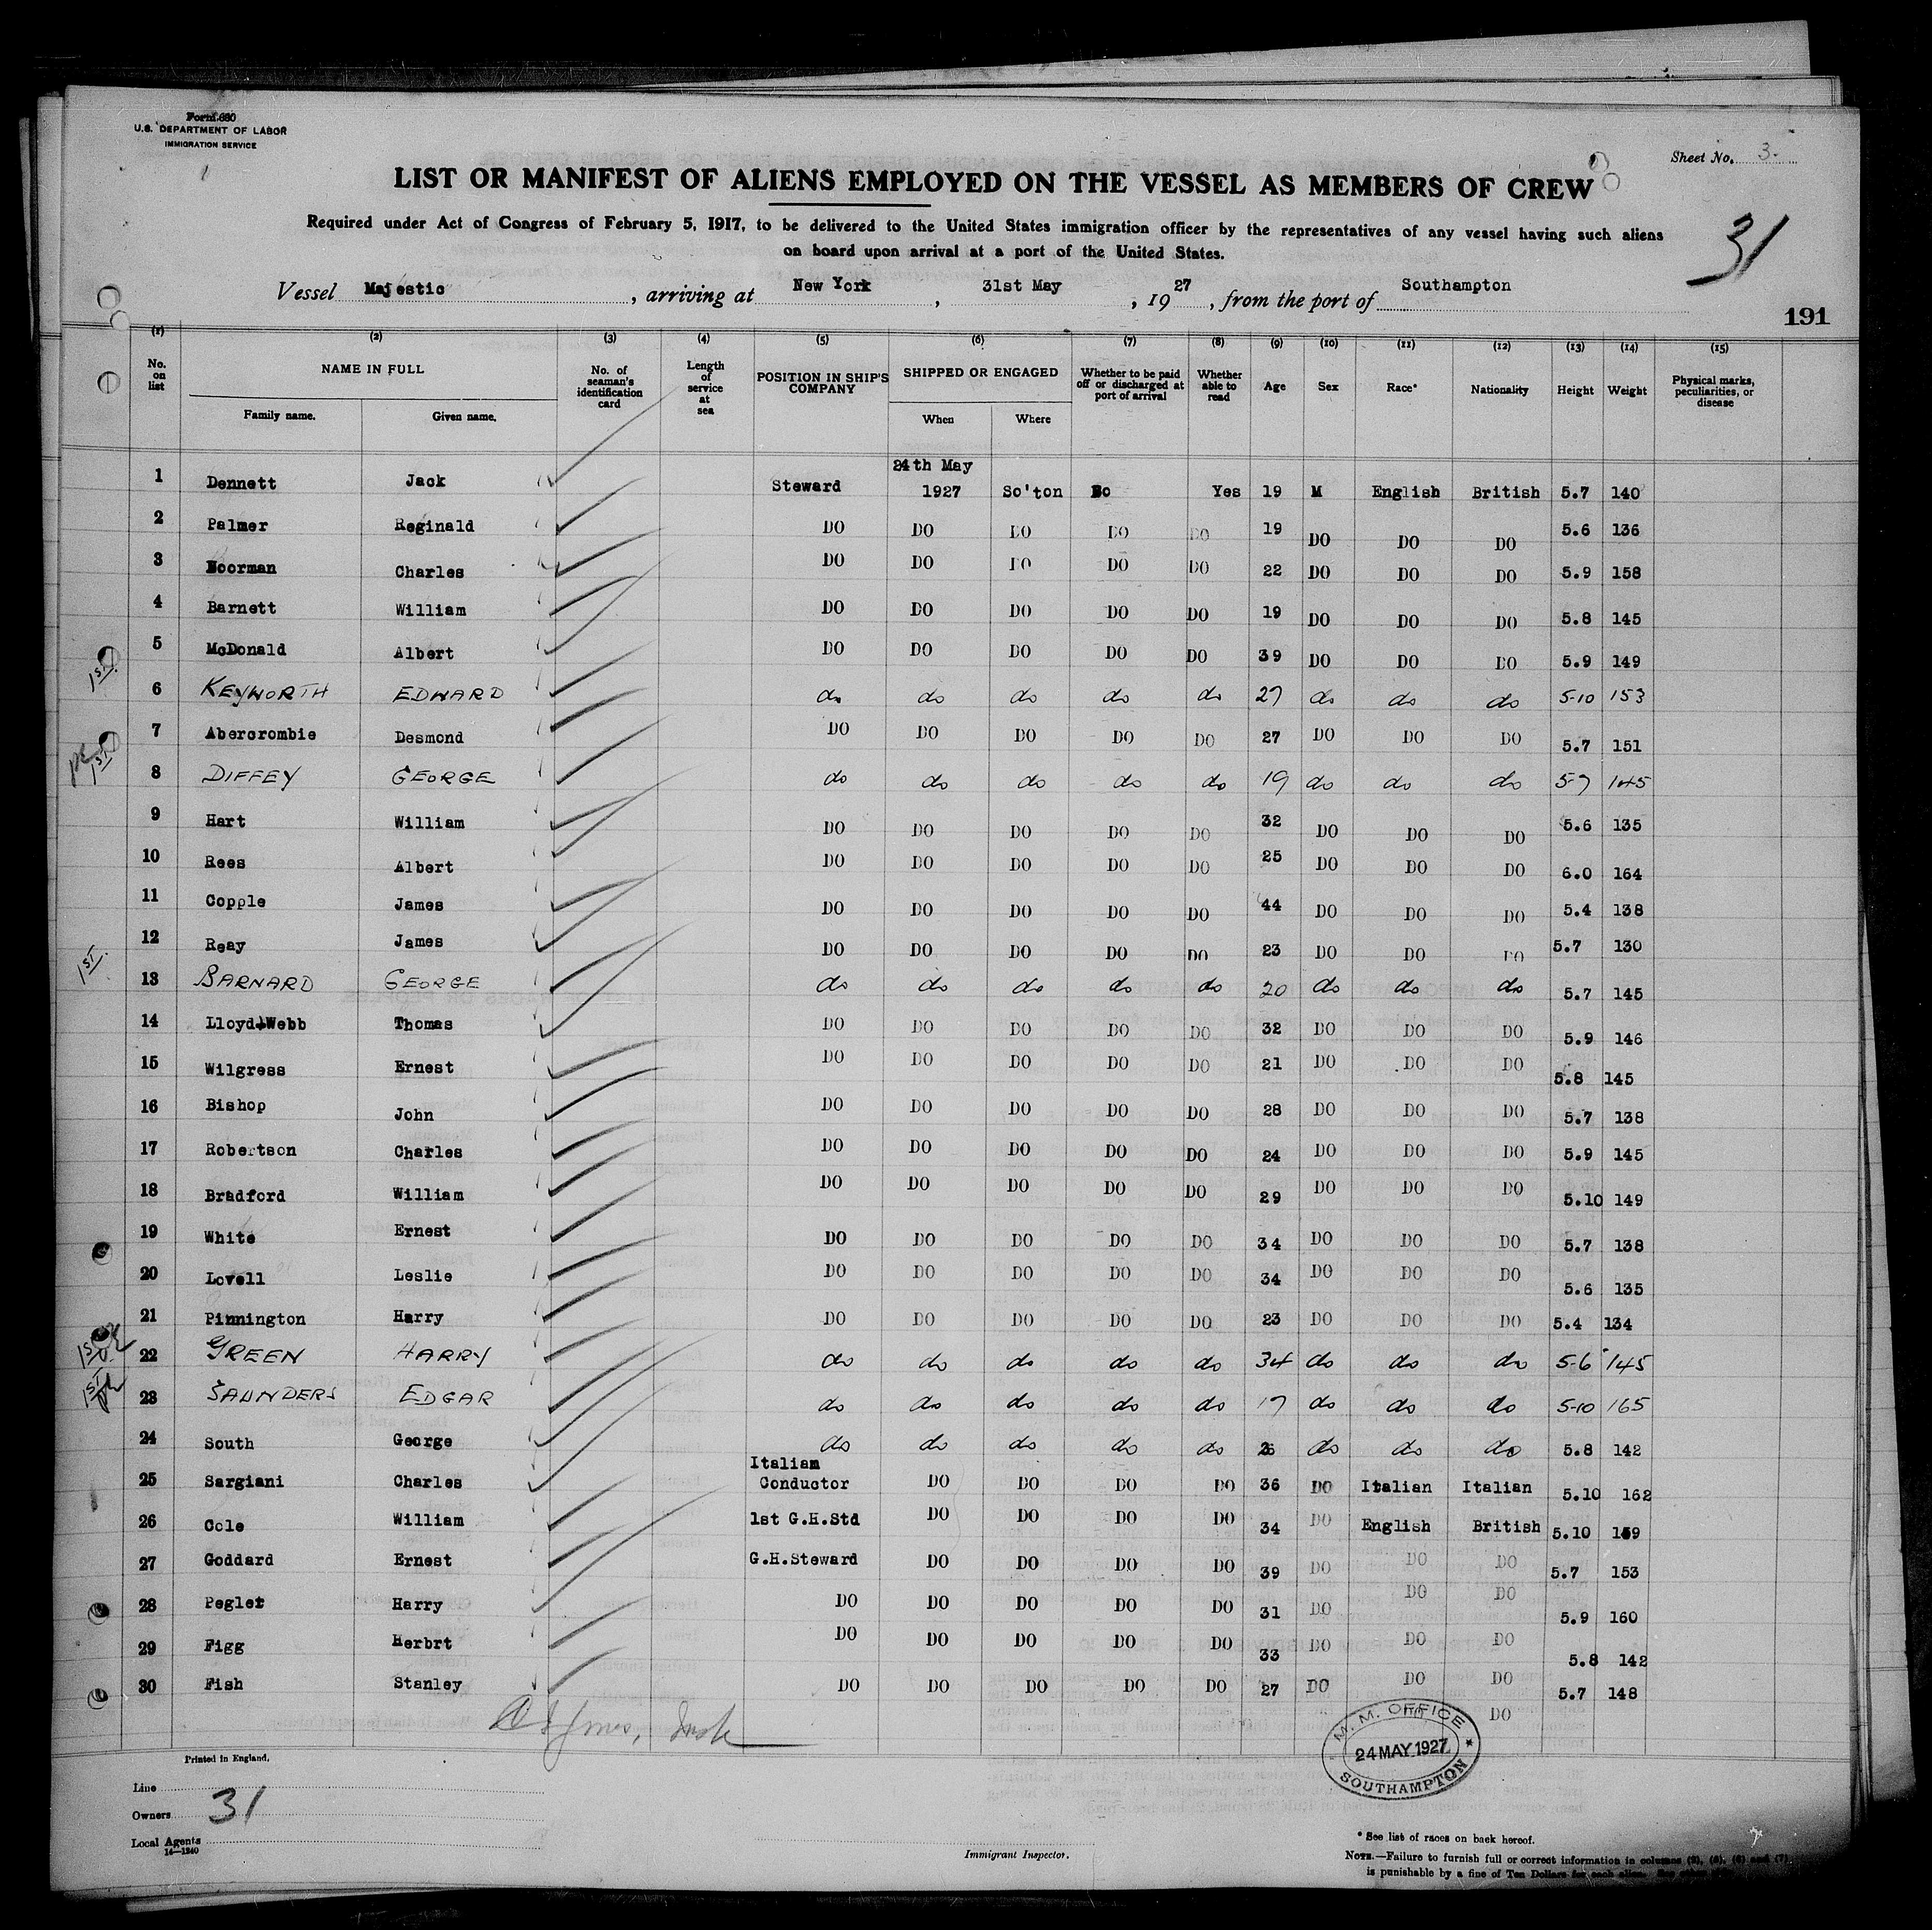 Form 680
U.S. DEPARTMENT OF LABOR
IMMIGRATION SERVICE
Sheet No. 3.
LIST OR MANIFEST OF ALIENS EMPLOYED ON THE VESSEL AS MEMBERS OF CREW
Required under Act of Congress of February 5, 1917, to be delivered to the United States immigration officer by the representatives of any vessel having such aliens
on board upon arrival at a port of the United States.
31
Vessel Majestic, arriving at New York, 31st May, 1927, from the port of Southampton
191
(1) (2) (3) (4) (5) (6) (7) (8) (9) (10) (11) (12) (13) (14) (15)
No. on list NAME IN FULL Family name. Given name. No. of seaman's identification card Length of service at sea POSITION IN SHIP'S COMPANY SHIPPED OR ENGAGED When Where Whether to be paid off or discharged at port of arrival Whether able to read Age Sex Race* Nationality Height Weight Physical marks, peculiarities, or disease
1 Dennett Jack Steward 24th May 1927 So'ton No Yes 19 M English British 5.7 140
2 Palmer Reginald DO DO DO DO DO 19 DO DO DO 5.6 136
3 Noorman Charles DO DO DO DO DO 22 DO DO DO 5.9 158
4 Barnett William DO DO DO DO DO 19 DO DO DO 5.8 145
5 McDonald Albert DO DO DO DO DO 39 DO DO DO 5.9 149
1st. 6 KEYWORTH EDWARD do do do do do 27 do do do 5-10 153
7 Abercrombie Desmond DO DO DO DO DO 27 DO DO DO 5.7 151
1st 8 DIFFEY GEORGE do do do do do 19 do do do 5-7 145
9 Hart William DO DO DO DO DO 32 DO DO DO 5.6 135
10 Rees Albert DO DO DO DO DO 25 DO DO DO 6.0 164
11 Copple James DO DO DO DO DO 44 DO DO DO 5.4 138
12 Reay James DO DO DO DO DO 23 DO DO DO 5.7 130
1st. 13 BARNARD GEORGE do do do do do 20 do do do 5.7 145
14 Lloyd Webb Thomas DO DO DO DO DO 32 DO DO DO 5.9 146
15 Wilgress Ernest DO DO DO DO DO 21 DO DO DO 5.8 145
16 Bishop John DO DO DO DO DO 28 DO DO DO 5.7 138
17 Robertson Charles DO DO DO DO DO 24 DO DO DO 5.9 145
18 Bradford William DO DO DO DO DO 29 DO DO DO 5.10 149
19 White Ernest DO DO DO DO DO 34 DO DO DO 5.7 138
20 Lovell Leslie DO DO DO DO DO 34 DO DO DO 5.6 135
21 Pinnington Harry DO DO DO DO DO 23 DO DO DO 5.4 134
1st 22 GREEN HARRY do do do do do 34 do do do 5-6 145
1st 23 SAUNDERS EDGAR do do do do do 17 do do do 5-10 165
24 South George do do do do do 26 do do do 5.8 142
25 Sargiani Charles Italian Conductor DO DO DO DO 36 DO Italian Italian 5.10 162
26 Cole William 1st G.H.Std DO DO DO DO 34 DO English British 5.10 159
27 Goddard Ernest G.H.Steward DO DO DO DO 39 DO DO DO 5.7 153
28 Pegler Harry DO DO DO DO DO 31 DO DO DO 5.9 160
29 Figg Herbrt DO DO DO DO DO 33 DO DO DO 5.8 142
30 Fish Stanley DO DO DO DO DO 27 DO DO DO 5.7 148
DO DO
M. M. OFFICE
24 MAY 1927
SOUTHAMPTON
Printed in England.
Line
Owners 31
Local Agents
14—1240
Immigrant Inspector.
* See list of races on back hereof.
NOTE.—Failure to furnish full or correct information in columns (2), (5), (6) and (7)
is punishable by a fine of Ten Dollars for each alien.